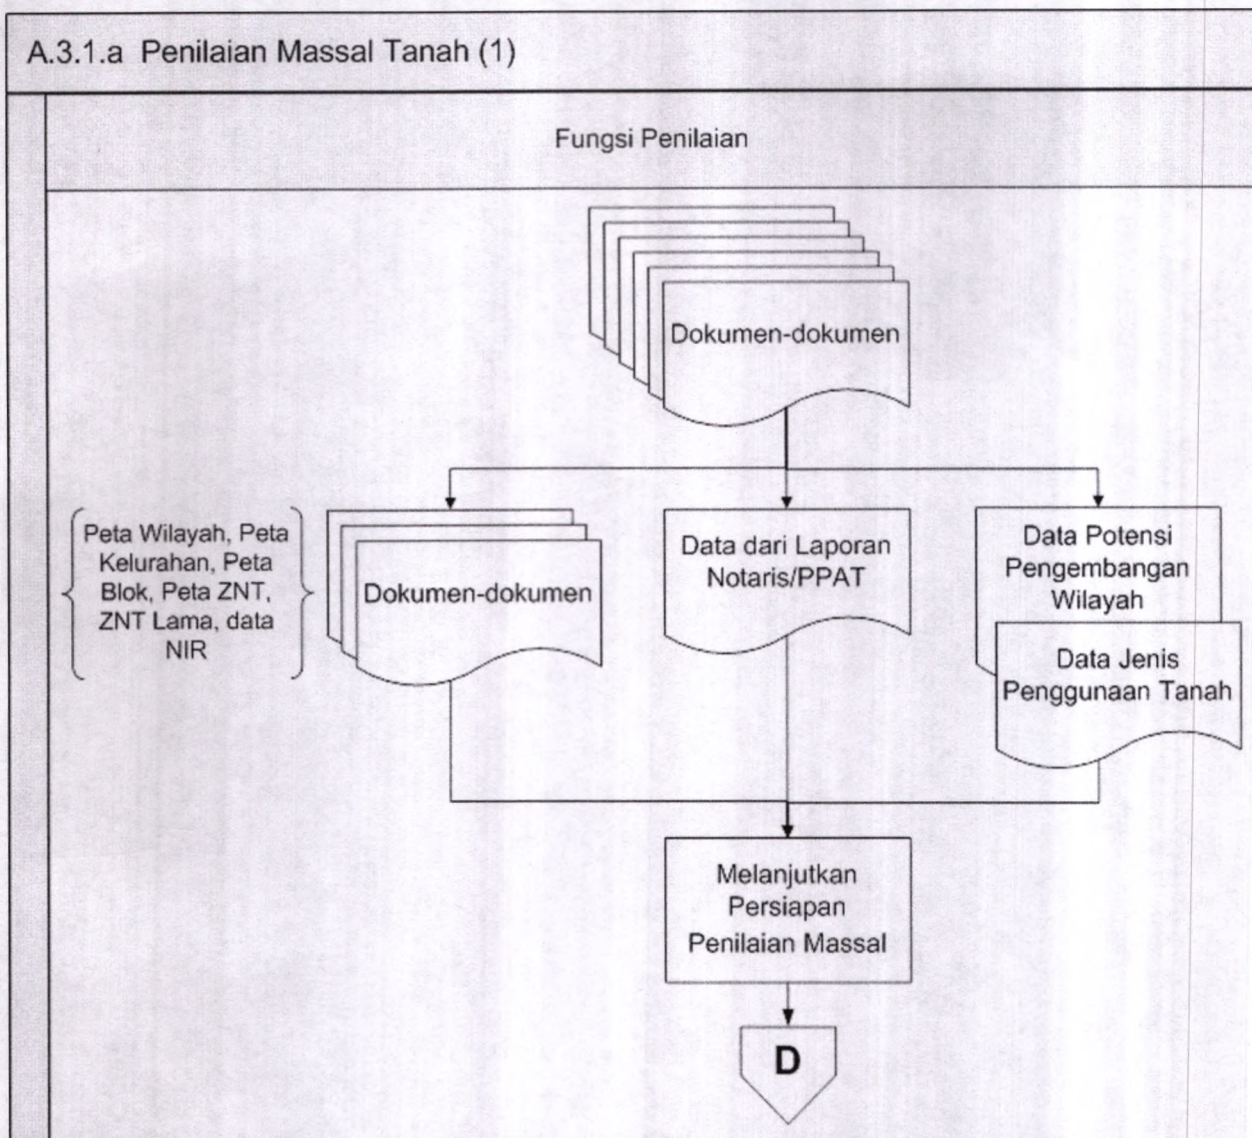 A.3.1.a Penilaian Massal Tanah (1)
Fungsi Penilaian
Dokumen-dokumen
Peta Wilayah, Peta
Kelurahan, Peta
Blok, Peta ZNT,
ZNT Lama, data
NIR
Dokumen-dokumen
Data dari Laporan
Notaris/PPAT
Data Potensi
Pengembangan
Wilayah
Data Jenis
Penggunaan Tanah
Melanjutkan
Persiapan
Penilaian Massal
D